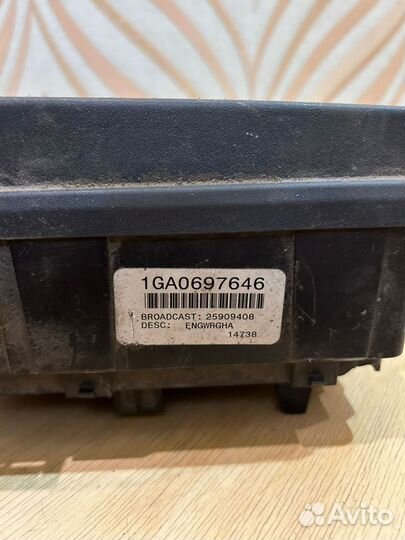 1GA0697646
BROADCAST: 25909408
DESC: ENGWRGHA
14738
Avito